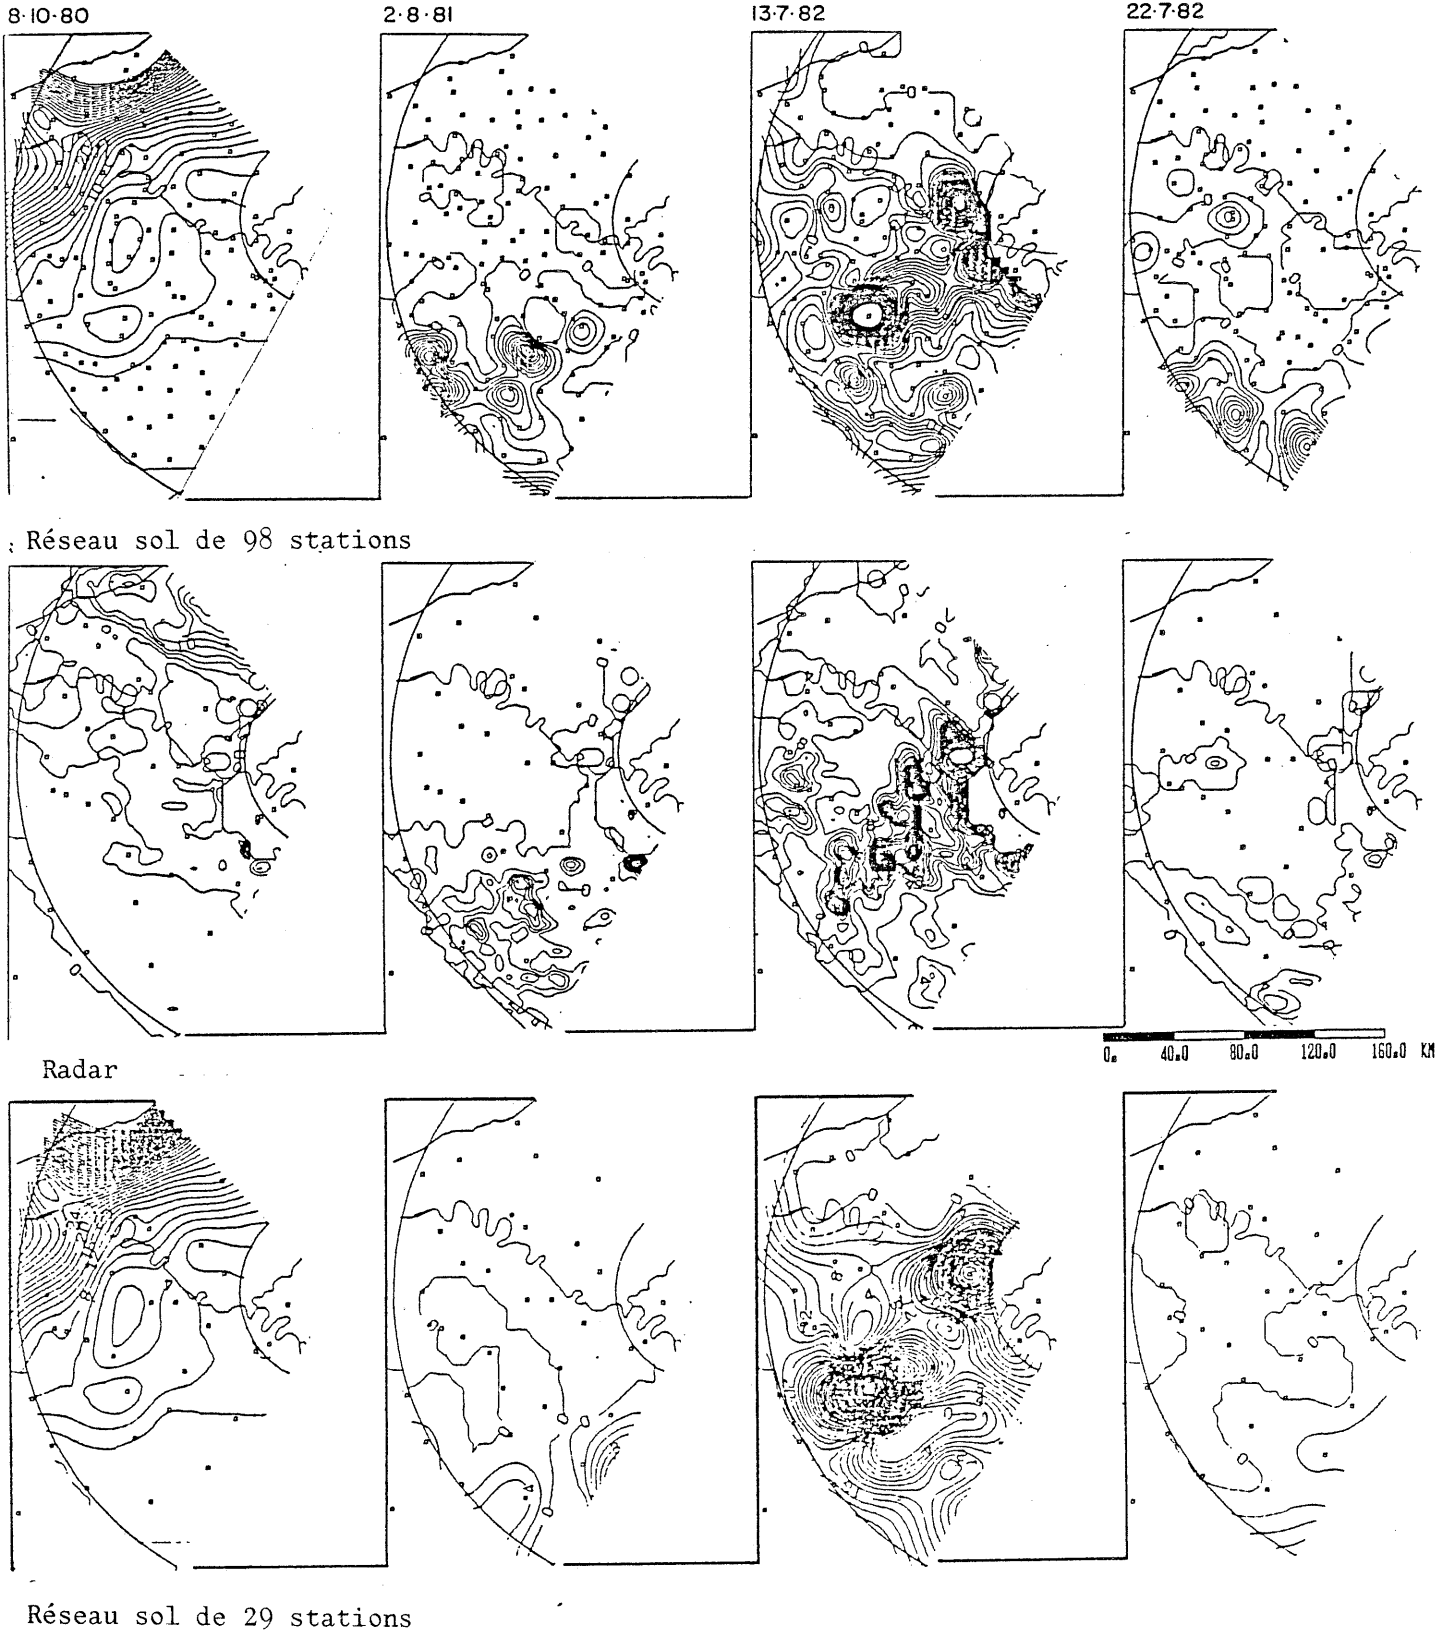 8·10·80
2·8·81
13·7·82
22·7·82
Réseau sol de 98 stations
Radar
0. 40.0 80.0 120.0 160.0 KM
Réseau sol de 29 stations